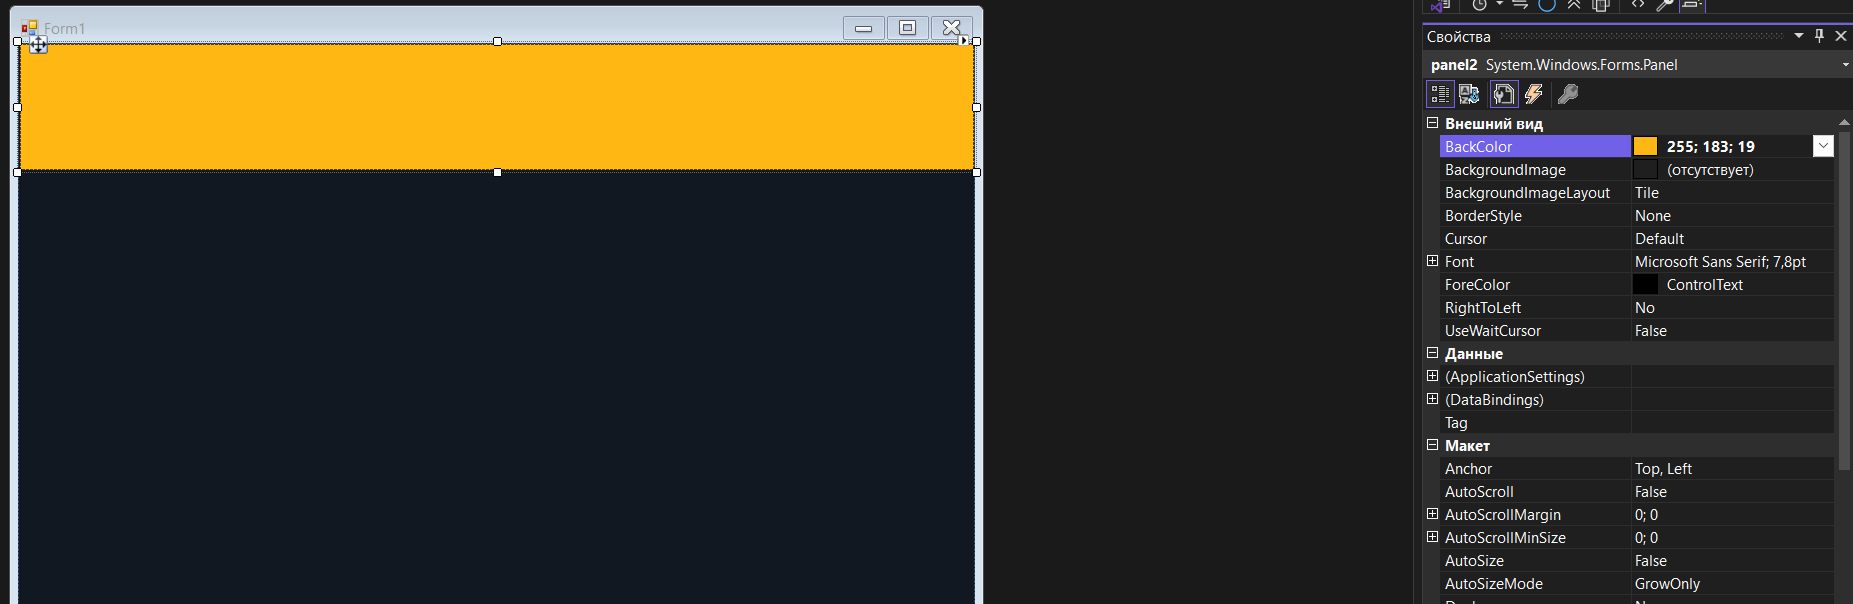 Form1
Свойства
panel2 System.Windows.Forms.Panel
Внешний вид
BackColor 255; 183; 19
BackgroundImage (отсутствует)
BackgroundImageLayout Tile
BorderStyle None
Cursor Default
Font Microsoft Sans Serif; 7,8pt
ForeColor ControlText
RightToLeft No
UseWaitCursor False
Данные
(ApplicationSettings)
(DataBindings)
Tag
Макет
Anchor Top, Left
AutoScroll False
AutoScrollMargin 0; 0
AutoScrollMinSize 0; 0
AutoSize False
AutoSizeMode GrowOnly